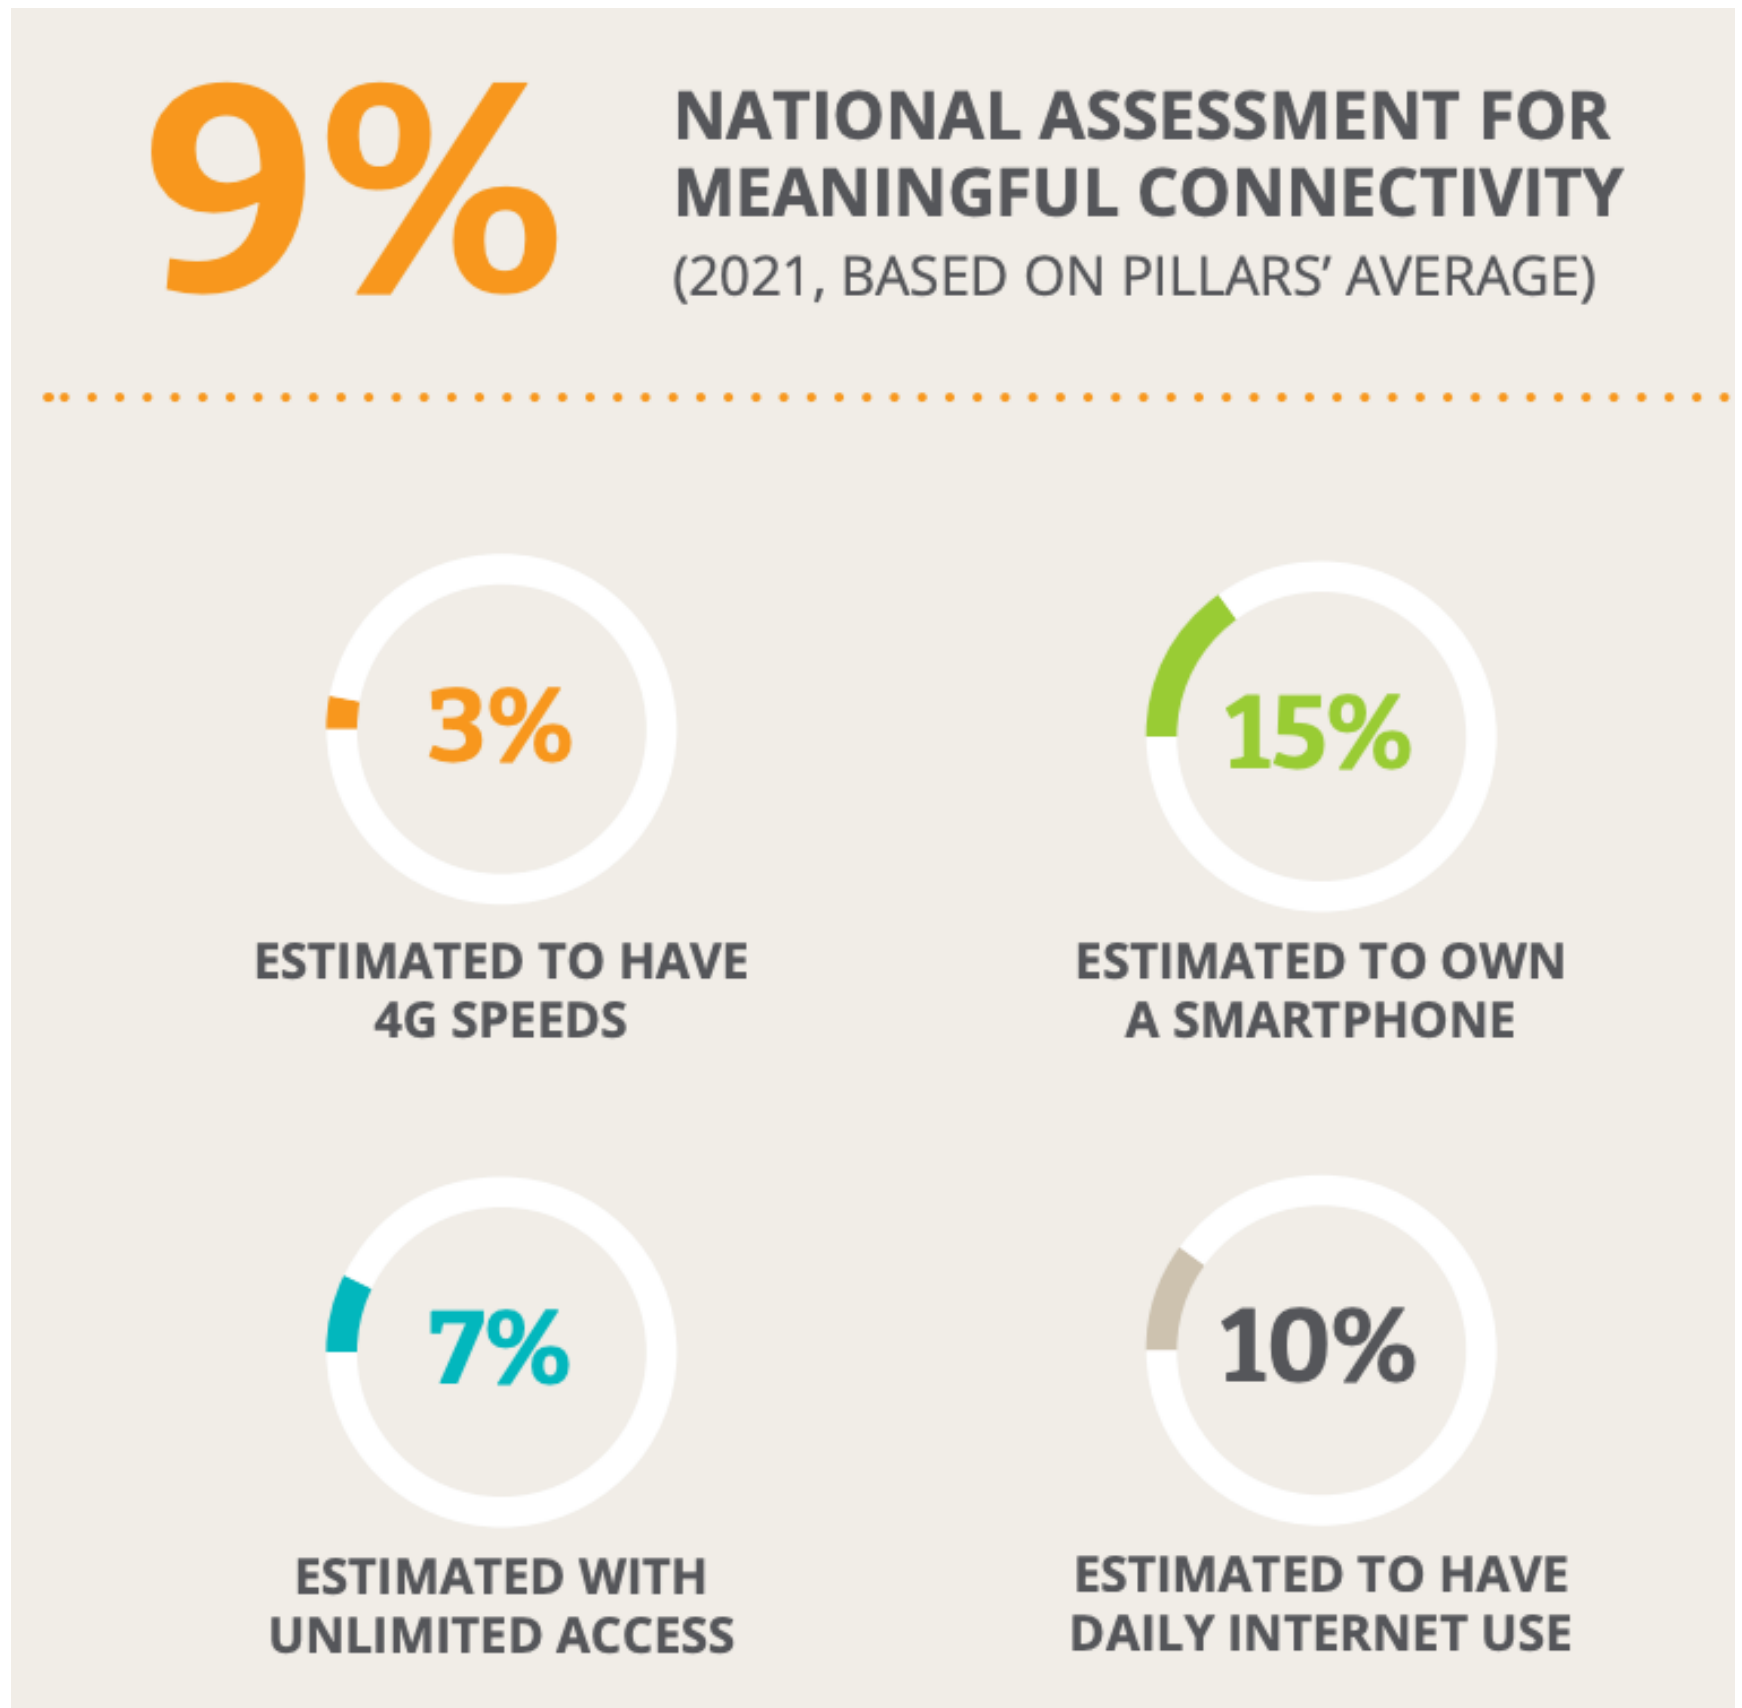 9%
NATIONAL ASSESSMENT FOR
MEANINGFUL CONNECTIVITY
(2021, BASED ON PILLARS’ AVERAGE)
3%
ESTIMATED TO HAVE
4G SPEEDS
15%
ESTIMATED TO OWN
A SMARTPHONE
7%
ESTIMATED WITH
UNLIMITED ACCESS
10%
ESTIMATED TO HAVE
DAILY INTERNET USE